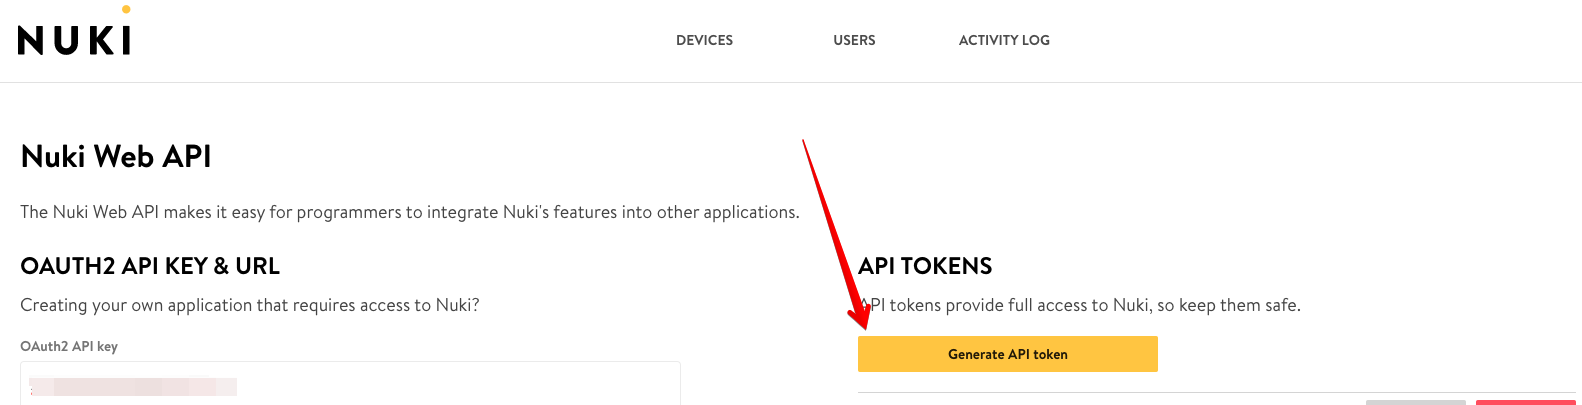 NUKI
DEVICES
USERS
ACTIVITY LOG
Nuki Web API
The Nuki Web API makes it easy for programmers to integrate Nuki's features into other applications.
OAUTH2 API KEY & URL
Creating your own application that requires access to Nuki?
OAuth2 API key
API TOKENS
API tokens provide full access to Nuki, so keep them safe.
Generate API token